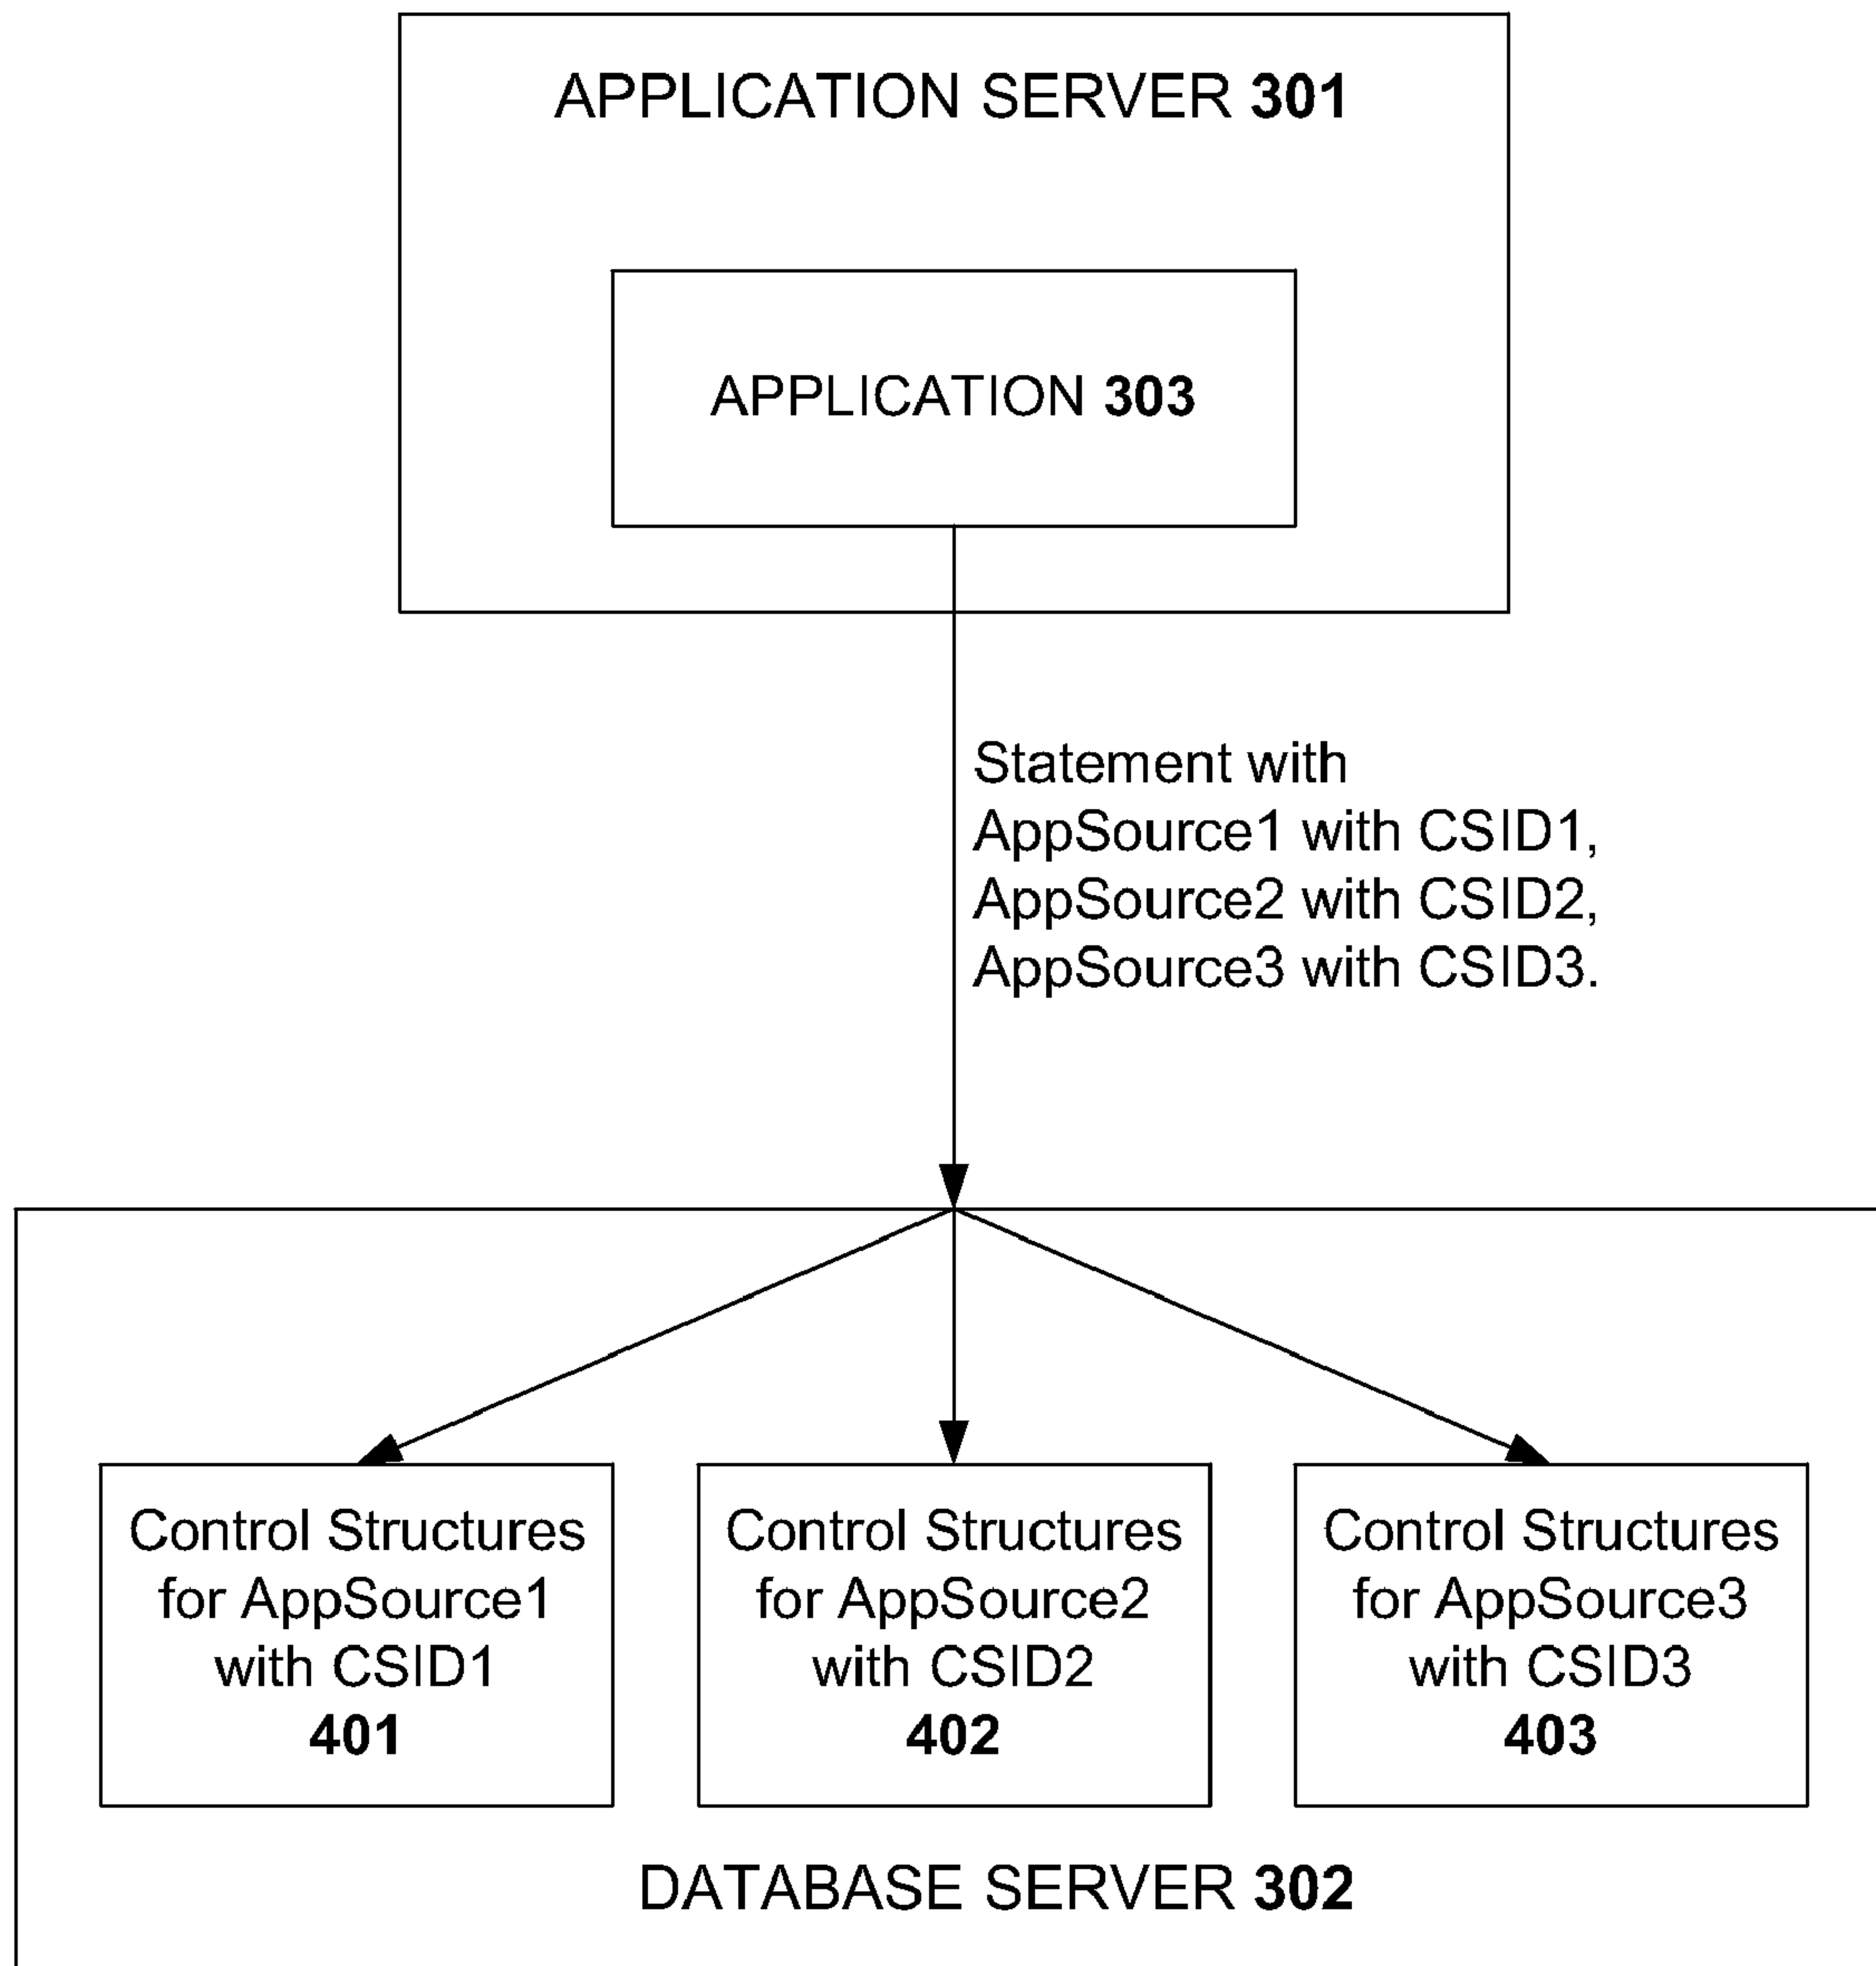 APPLICATION SERVER 301
APPLICATION 303
Statement with
AppSource1 with CSID1,
AppSource2 with CSID2,
AppSource3 with CSID3.
Control Structures
for AppSource1
with CSID1
401
Control Structures
for AppSource2
with CSID2
402
Control Structures
for AppSource3
with CSID3
403
DATABASE SERVER 302